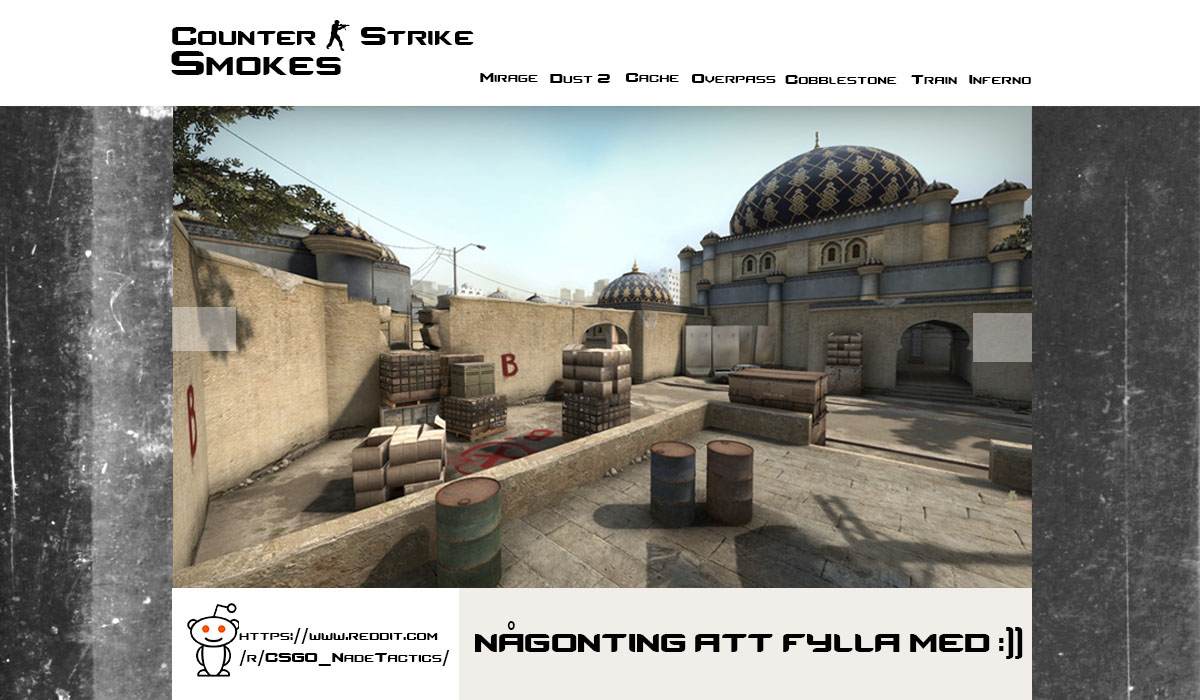 Counter Strike
Smokes
Mirage Dust 2 Cache Overpass Cobblestone Train Inferno
B
B
https://www.reddit.com
/r/CSGO_NadeTactics/
NÅGONTING ATT FYLLA MED :))